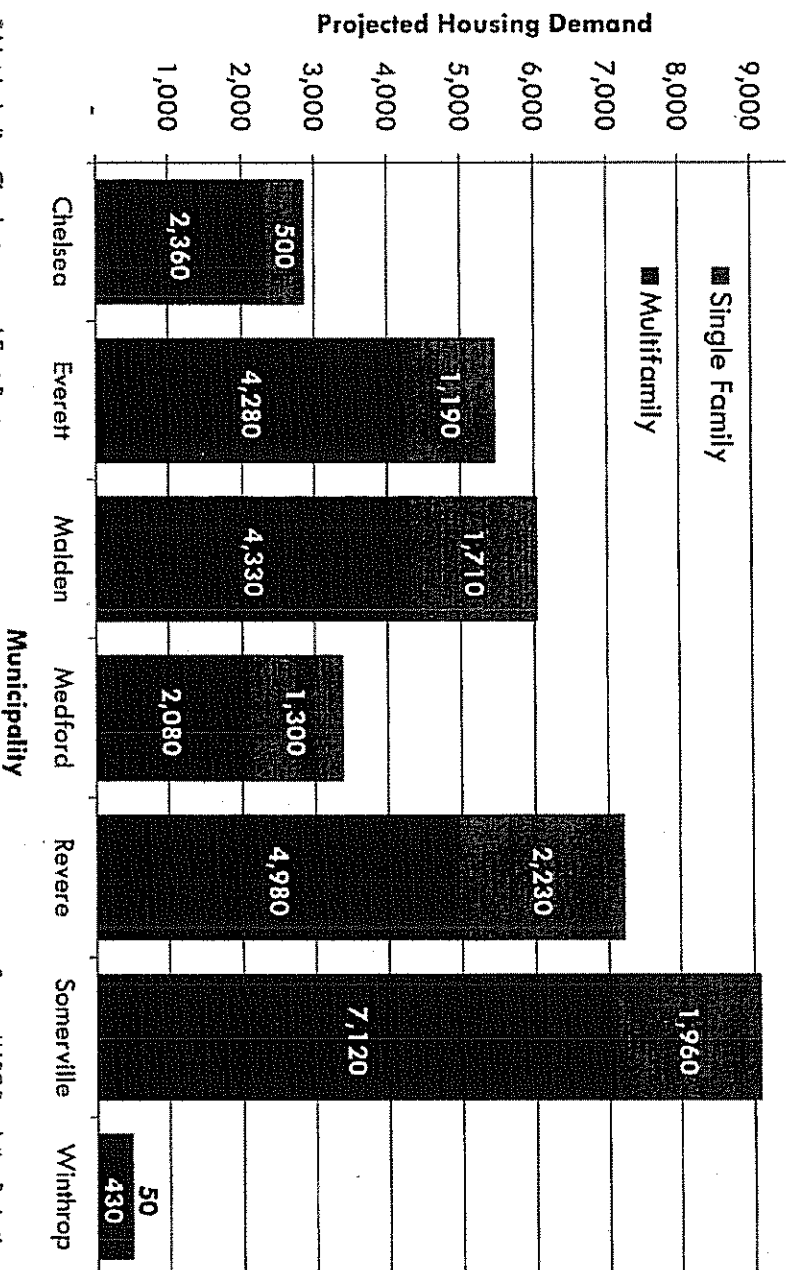 Projected Housing Demand
9,000
8,000
7,000
6,000
5,000
4,000
3,000
2,000
1,000
-
Single Family
Multifamily
500
2,360
1,190
4,280
1,710
4,330
1,300
2,080
2,230
4,980
1,960
7,120
50
430
Chelsea
Everett
Malden
Medford
Revere
Somerville
Winthrop
Municipality